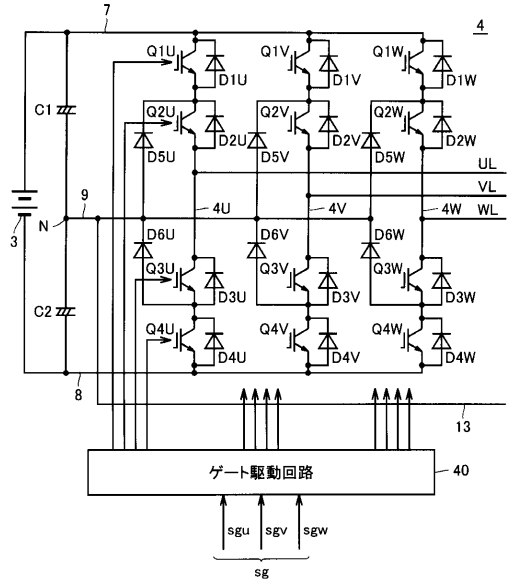 7
4
Q1U
Q1V
Q1W
D1U
D1V
D1W
C1
Q2U
Q2V
Q2W
D2U
D2V
D2W
D5U
D5V
D5W
UL
VL
9
4U
4V
4W
WL
3
N
D6U
D6V
D6W
Q3U
Q3V
Q3W
C2
D3U
D3V
D3W
Q4U
Q4V
Q4W
D4U
D4V
D4W
8
13
ゲート駆動回路
40
sgu
sgv
sgw
sg